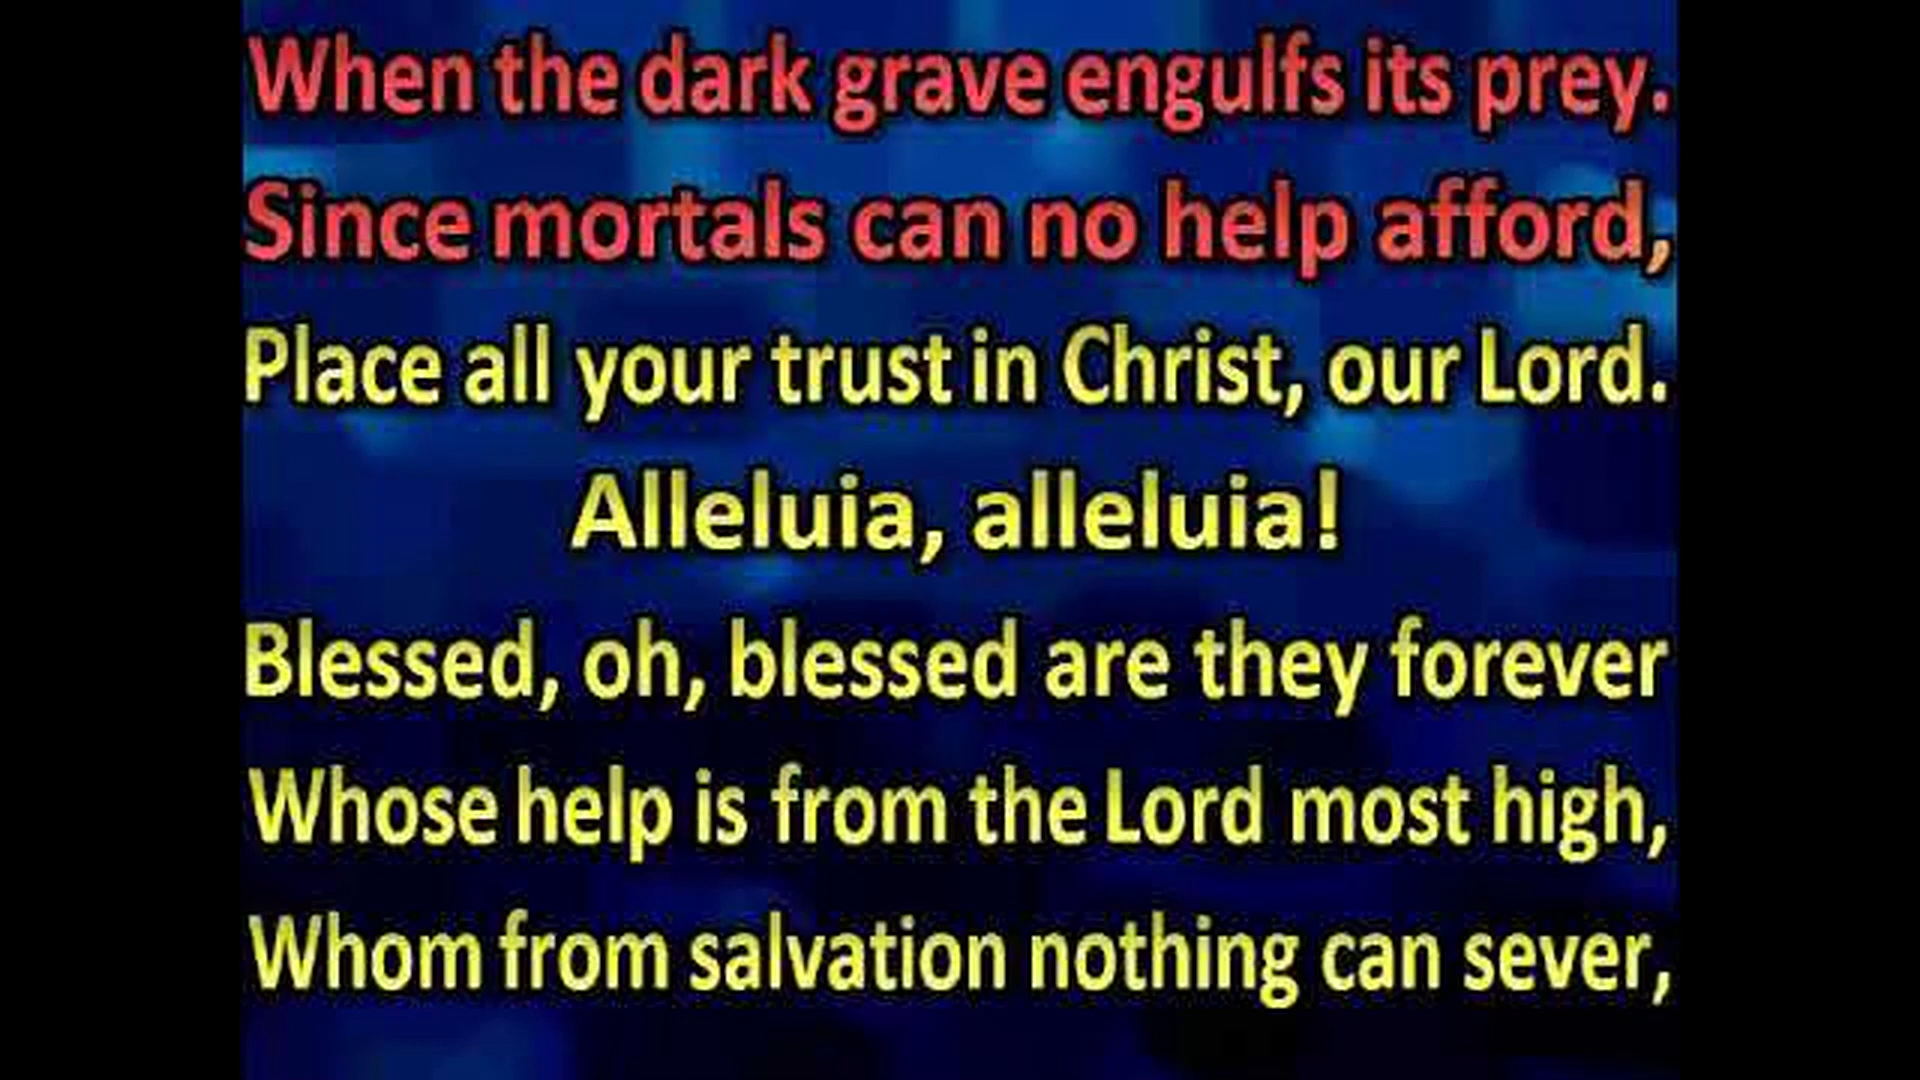 When the dark grave engulfs its prey.
Since mortals can no help afford,
Place all your trust in Christ, our Lord.
Alleluia, alleluia!
Blessed, oh, blessed are they forever
Whose help is from the Lord most high,
Whom from salvation nothing can sever,